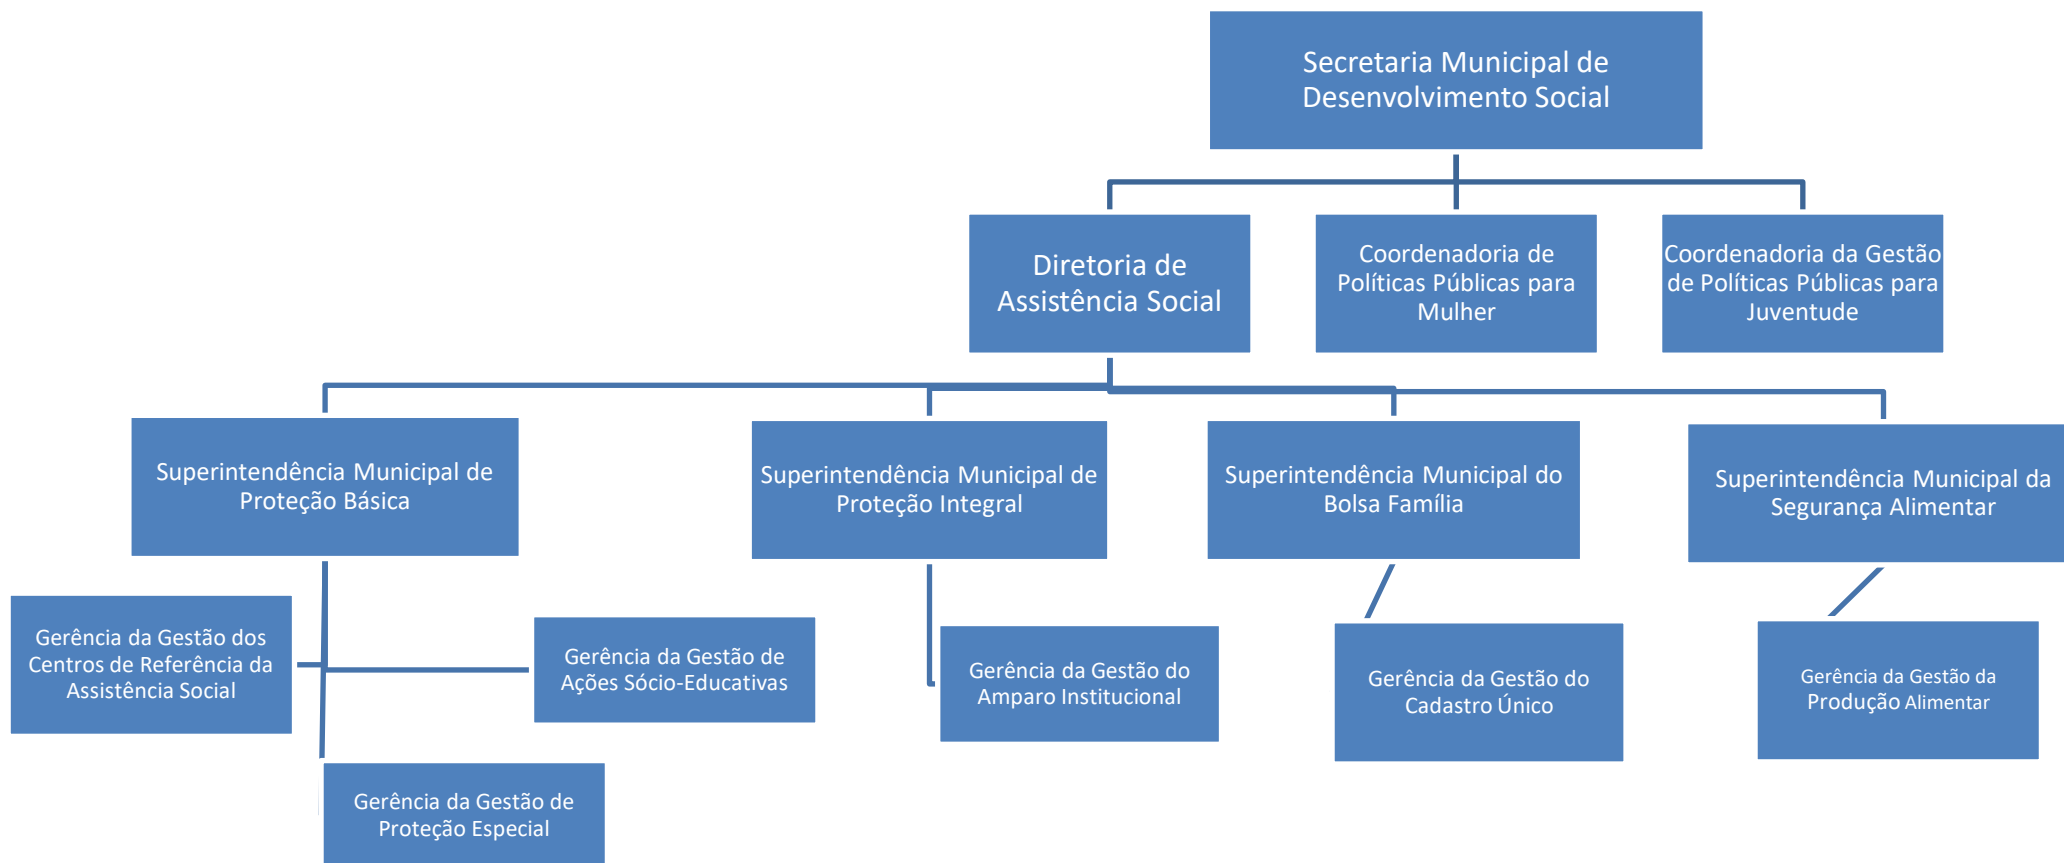 Secretaria Municipal de
Desenvolvimento Social
Diretoria de
Assistência Social
Coordenadoria de
Políticas Públicas para
Mulher
Coordenadoria da Gestão
de Políticas Públicas para
Juventude
Superintendência Municipal de
Proteção Básica
Superintendência Municipal de
Proteção Integral
Superintendência Municipal do
Bolsa Família
Superintendência Municipal da
Segurança Alimentar
Gerência da Gestão dos
Centros de Referência da
Assistência Social
Gerência da Gestão de
Ações Sócio-Educativas
Gerência da Gestão do
Amparo Institucional
Gerência da Gestão do
Cadastro Único
Gerência da Gestão da
Produção Alimentar
Gerência da Gestão de
Proteção Especial